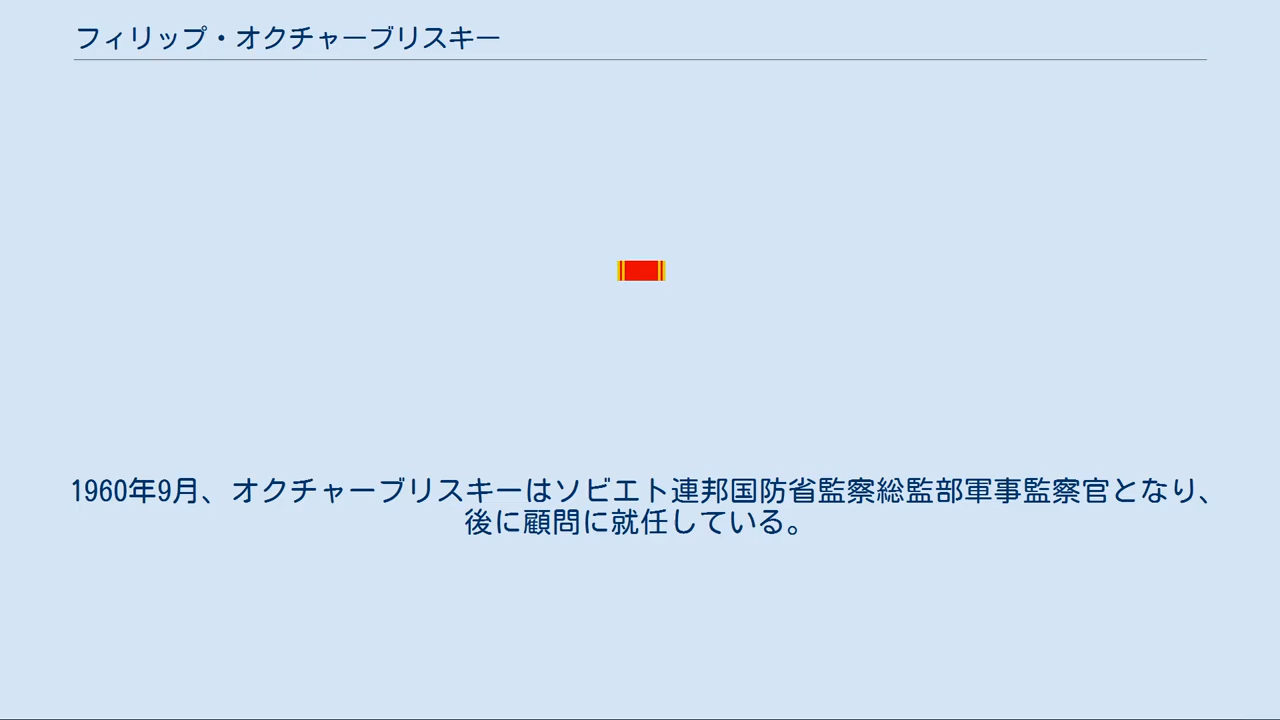 フィリップ・オクチャーブリスキー
1960年9月、オクチャーブリスキーはソビエト連邦国防省監察総監部軍事監察官となり、
後に顧問に就任している。